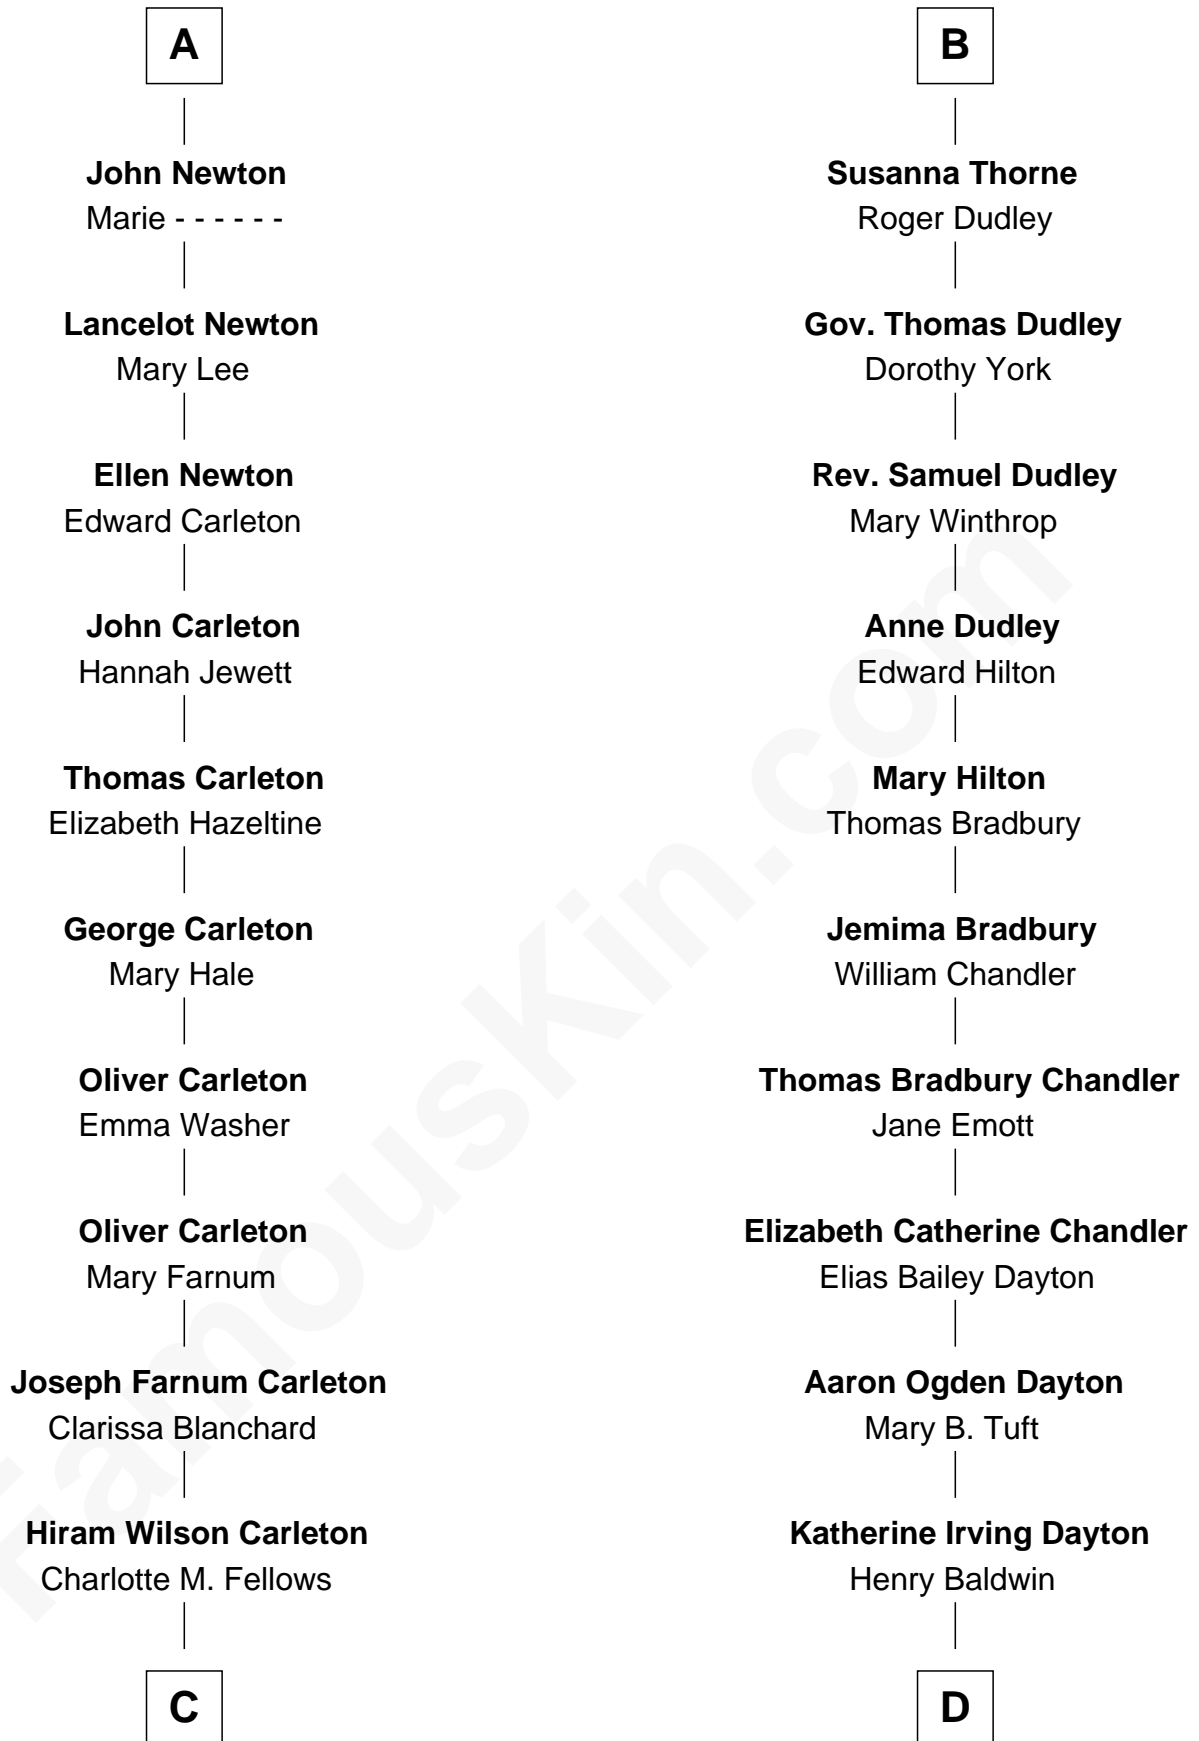 A
John Newton
Marie - - - - - -
Lancelot Newton
Mary Lee
Ellen Newton
Edward Carleton
John Carleton
Hannah Jewett
Thomas Carleton
Elizabeth Hazeltine
George Carleton
Mary Hale
Oliver Carleton
Emma Washer
Oliver Carleton
Mary Farnum
Joseph Farnum Carleton
Clarissa Blanchard
Hiram Wilson Carleton
Charlotte M. Fellows
C
B
Susanna Thorne
Roger Dudley
Gov. Thomas Dudley
Dorothy York
Rev. Samuel Dudley
Mary Winthrop
Anne Dudley
Edward Hilton
Mary Hilton
Thomas Bradbury
Jemima Bradbury
William Chandler
Thomas Bradbury Chandler
Jane Emott
Elizabeth Catherine Chandler
Elias Bailey Dayton
Aaron Ogden Dayton
Mary B. Tuft
Katherine Irving Dayton
Henry Baldwin
D
FamousKin.com